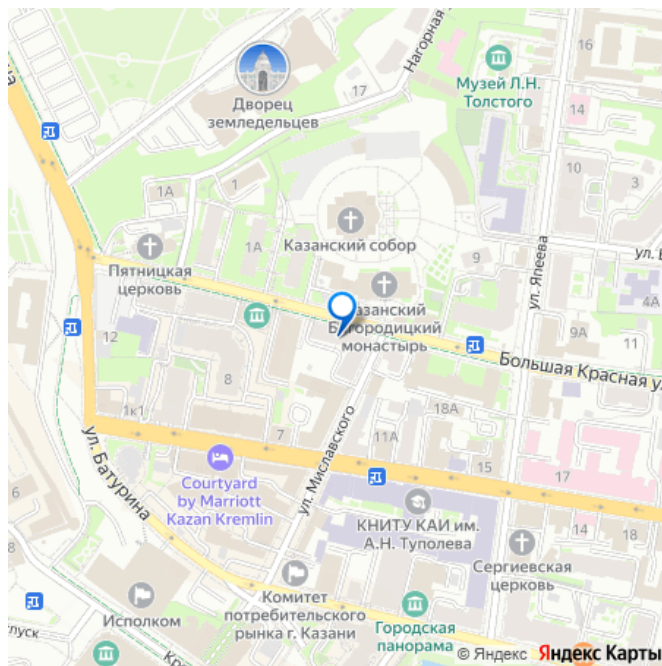 на
Нагорная
16
Музей Л.Н.
Толстого
Дворец
земледельцев
17
14
10
3
1А
1
1А
Казанский собор
9
ул. Япеева
Пятницкая
церковь
Казанский
Богородицкий
монастырь
9А
11
12
Большая Красная ул.
8
18А
1к1
7
11А
15
17
ул. Батурина
ул. Миславского
Courtyard
by Marriott
Kazan Kremlin
6
КНИТУ КАИ им.
А.Н. Туполева
14
18
Сергиевская
церковь
8
Исполком
Комитет
потребительского
рынка г. Казани
Городская
панорама
пуск
© Яндекс Яндекс Карты